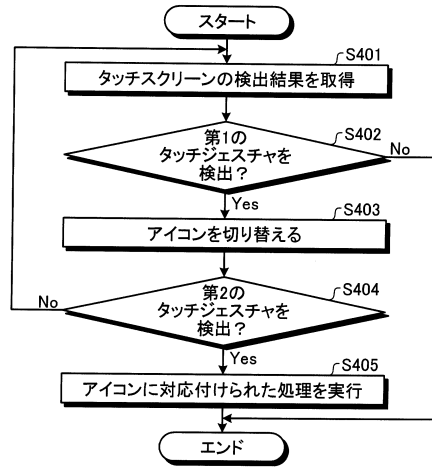 スタート
S401
タッチスクリーンの検出結果を取得
S402
第1の
タッチジェスチャを
検出?
No
Yes
S403
アイコンを切り替える
S404
第2の
タッチジェスチャを
検出?
No
Yes
S405
アイコンに対応付けられた処理を実行
エンド